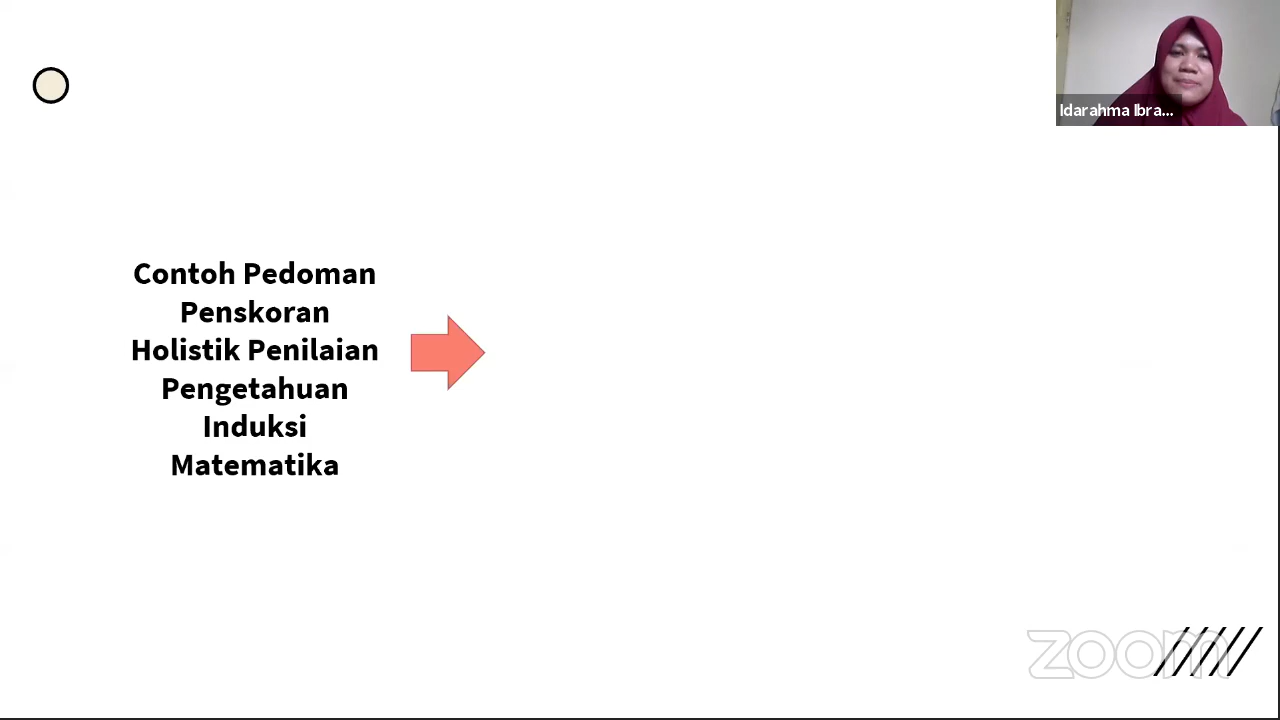 Idarahma Ibra...
Contoh Pedoman
Penskoran
Holistik Penilaian
Pengetahuan
Induksi
Matematika
zoom